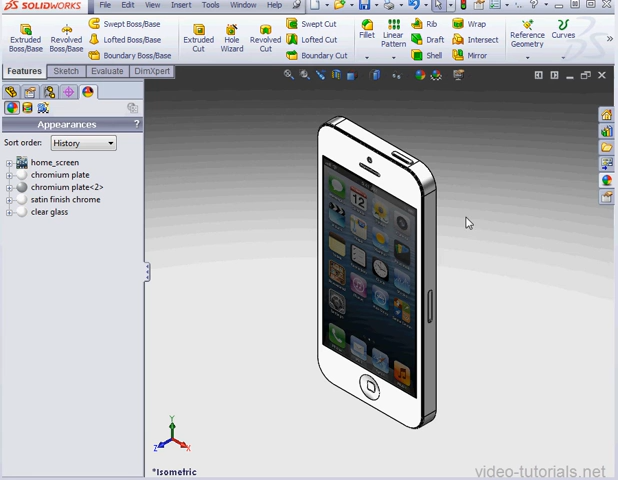 SOLIDWORKS File Edit View Insert Tools Window Help
Extruded Boss/Base
Revolved Boss/Base
Swept Boss/Base
Lofted Boss/Base
Boundary Boss/Base
Extruded Cut
Hole Wizard
Revolved Cut
Swept Cut
Lofted Cut
Boundary Cut
Fillet
Linear Pattern
Rib
Draft
Shell
Wrap
Intersect
Mirror
Reference Geometry
Curves
Features Sketch Evaluate DimXpert
Appearances ?
Sort order: History
home_screen
chromium plate
chromium plate<2>
satin finish chrome
clear glass
12
Y
Z
X
*Isometric
video-tutorials.net